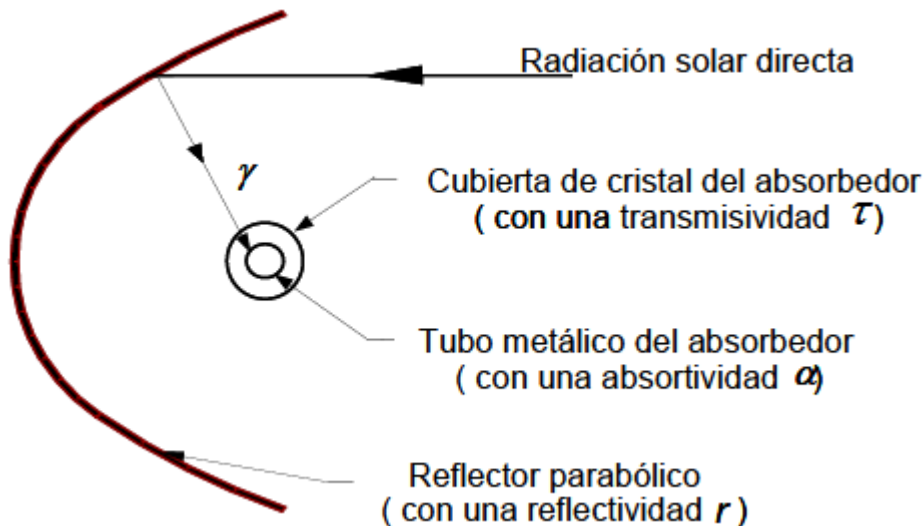 Radiación solar directa
γ
Cubierta de cristal del absorbedor
( con una transmisividad τ )
Tubo metálico del absorbedor
( con una absortividad α)
Reflector parabólico
( con una reflectividad r )